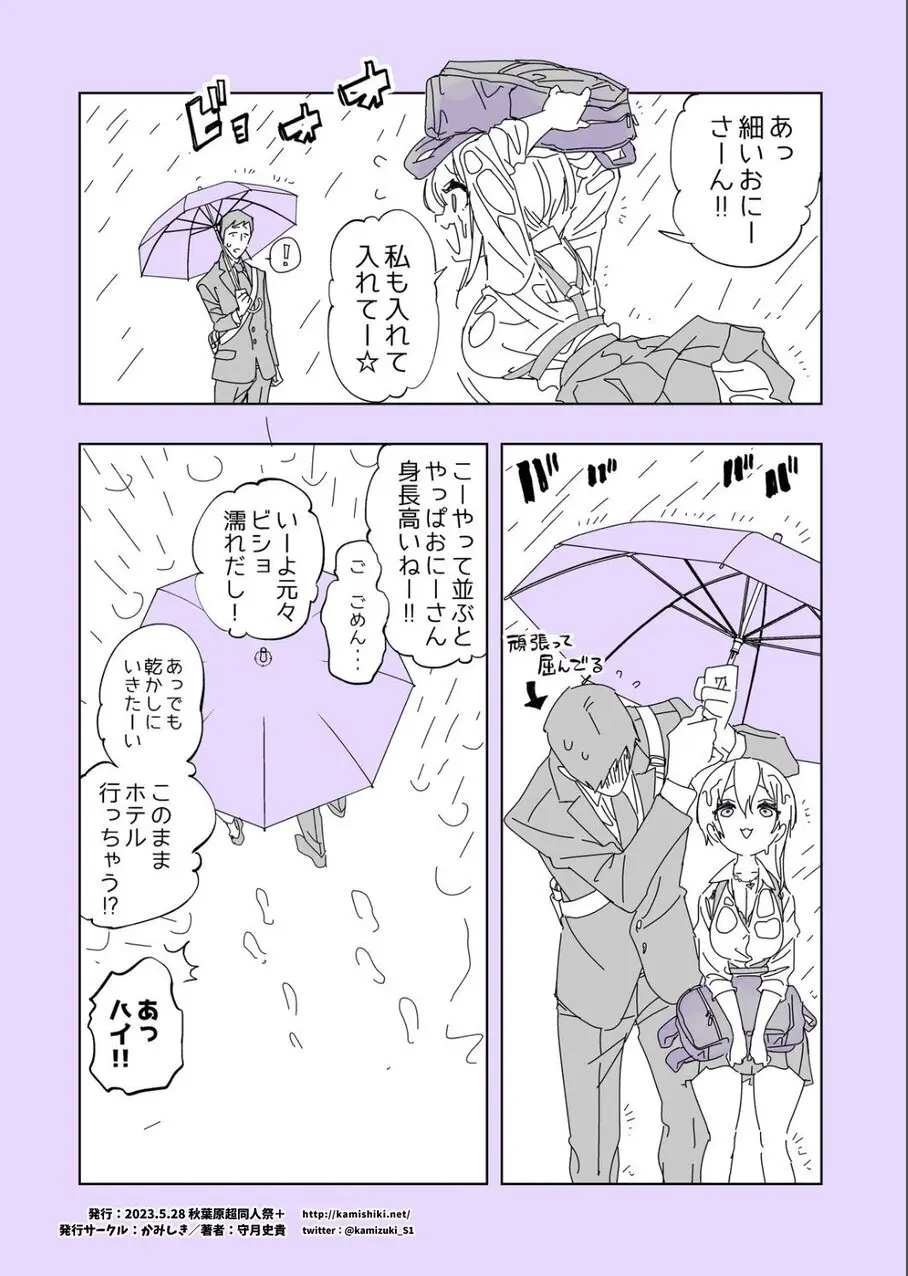 あっ
細いおにー
さーん!!
ビショメメ
!
私も入れて
入れてー☆
頑張って
屈んでる
こーやって並ぶと
やっぱおにーさん
身長高いねー!!
ご ごめん…
いーよ元々
ビショ
濡れだし!
あっでも
乾かしに
いきたーい
このまま
ホテル
行っちゃう!?
あっ
ハイ!!
発行:2023.5.28 秋葉原超同人祭+ http://kamishiki.net/
発行サークル:かみしき/著者:守月史貴 twitter:@kamizuki_S1